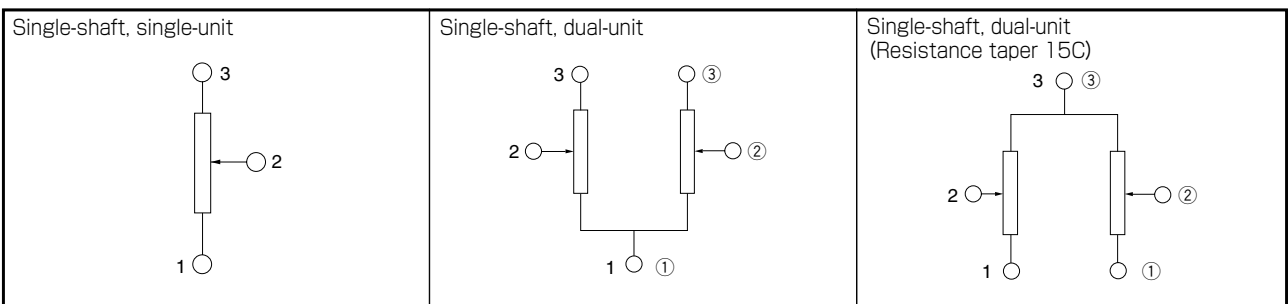 Single-shaft, single-unit
3
2
1
Single-shaft, dual-unit
3 ③
2 ②
1 ①
Single-shaft, dual-unit
(Resistance taper 15C)
3 ③
2 ②
1 ①